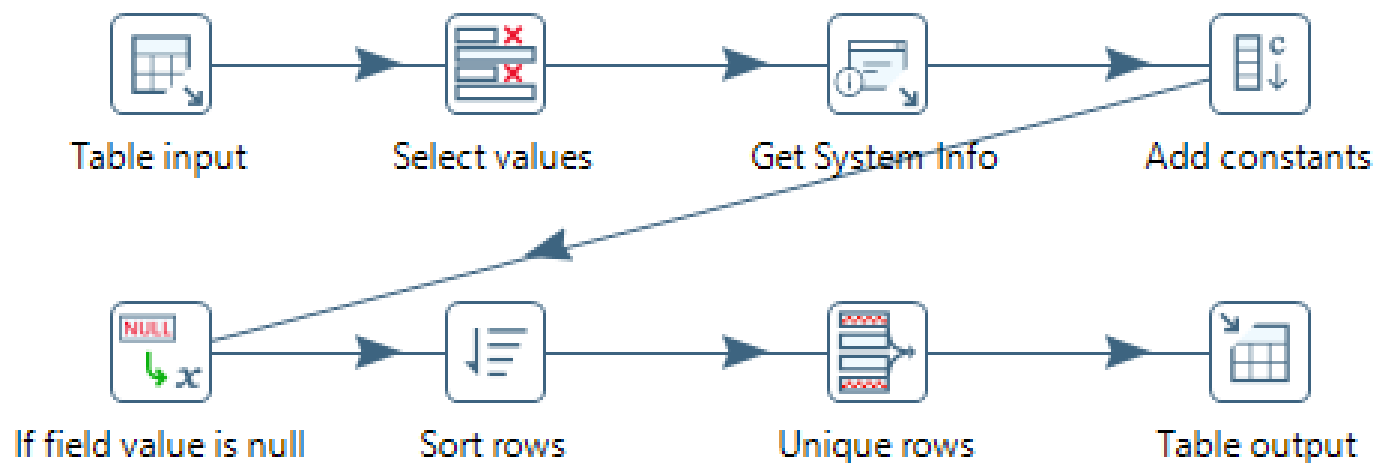 Table input
Select values
Get System Info
C
Add constants
NULL
x
If field value is null
Sort rows
Unique rows
Table output